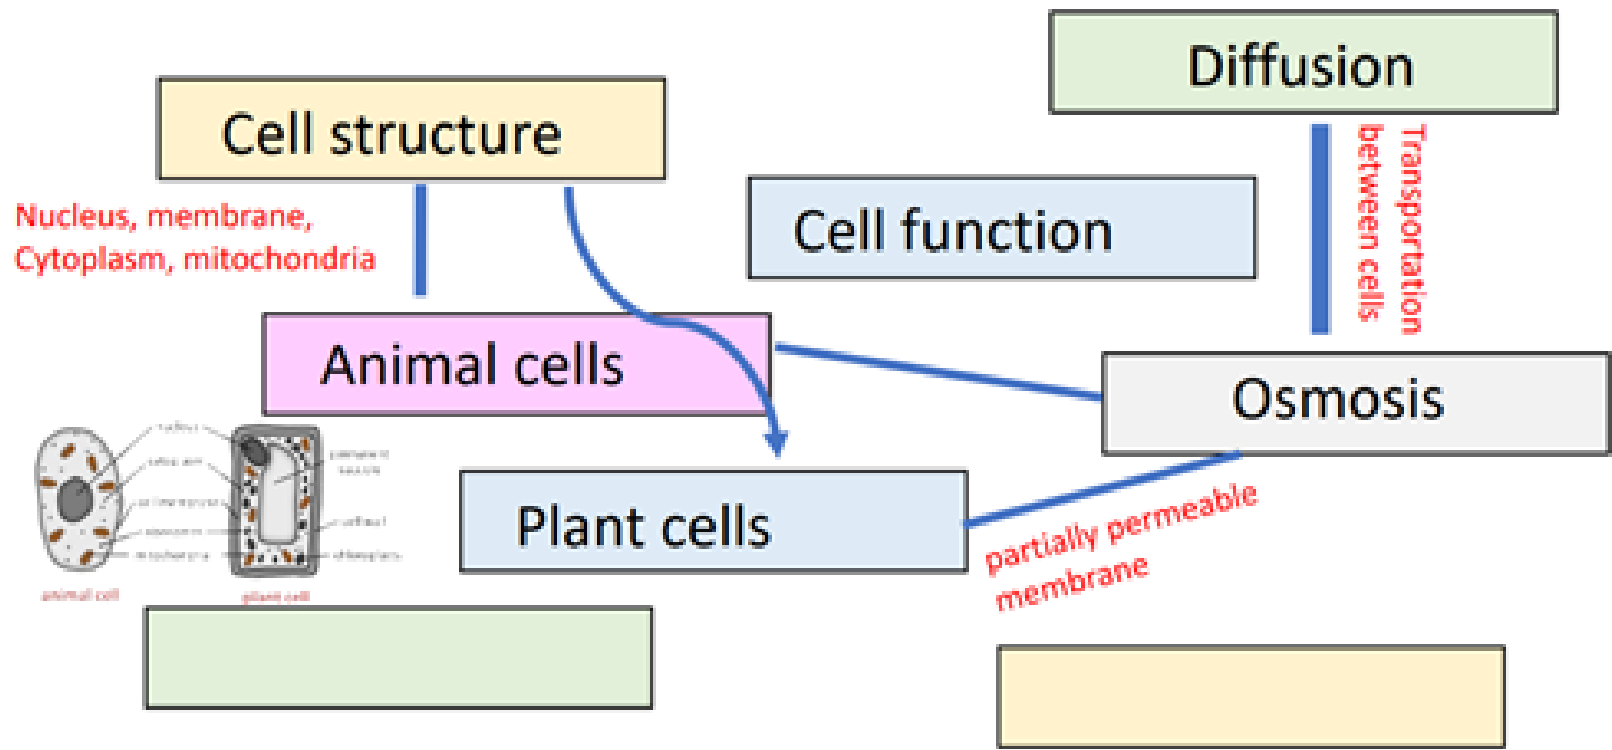 Diffusion
Cell structure
Transportation
between cells
Nucleus, membrane,
Cytoplasm, mitochondria
Cell function
Animal cells
Osmosis
Plant cells
partially permeable
membrane
animal cell
plant cell